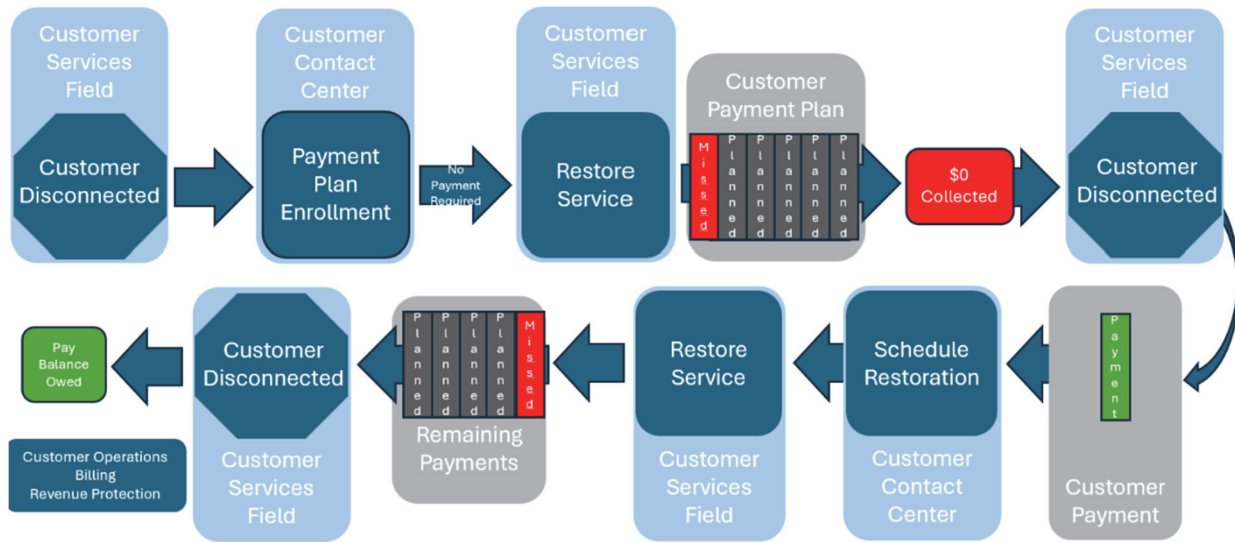 Customer
Services
Field
Customer
Disconnected
Customer
Contact
Center
Payment
Plan
Enrollment
No
Payment
Required
Customer
Services
Field
Restore
Service
Customer
Payment Plan
Missed
Planned
Planned
Planned
Planned
Planned
$0
Collected
Customer
Services
Field
Customer
Disconnected
Payment
Customer
Payment
Schedule
Restoration
Customer
Contact
Center
Restore
Service
Customer
Services
Field
Planned
Planned
Planned
Planned
Missed
Remaining
Payments
Customer
Disconnected
Customer
Services
Field
Pay
Balance
Owed
Customer Operations
Billing
Revenue Protection